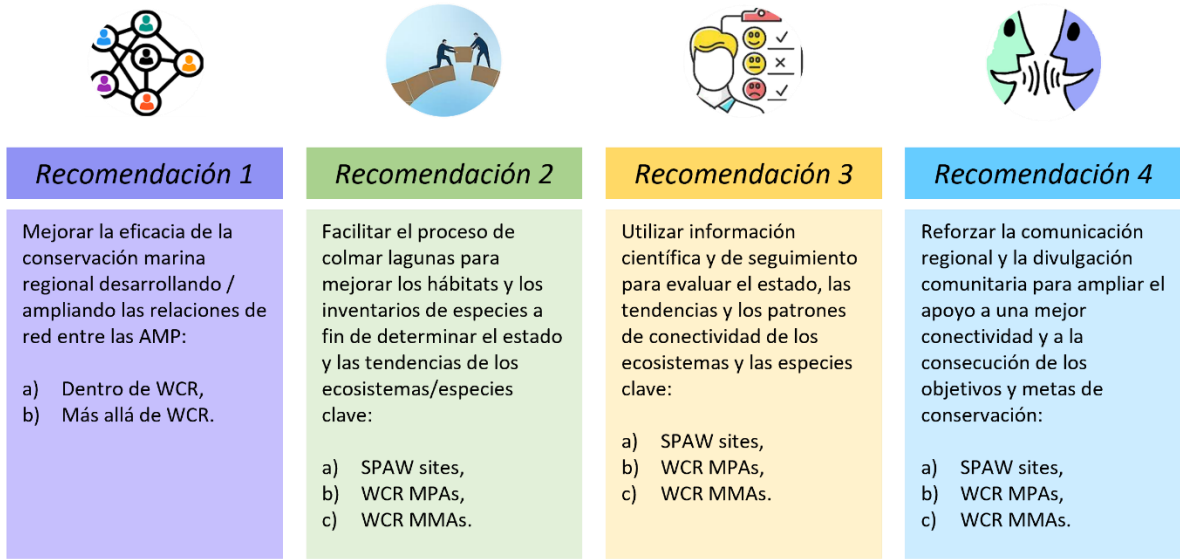 Recomendación 1
Mejorar la eficacia de la
conservación marina
regional desarrollando /
ampliando las relaciones de
red entre las AMP:
a) Dentro de WCR,
b) Más allá de WCR.
Recomendación 2
Facilitar el proceso de
colmar lagunas para
mejorar los hábitats y los
inventarios de especies a
fin de determinar el estado
y las tendencias de los
ecosistemas/especies
clave:
a) SPAW sites,
b) WCR MPAs,
c) WCR MMAs.
Recomendación 3
Utilizar información
científica y de seguimiento
para evaluar el estado, las
tendencias y los patrones
de conectividad de los
ecosistemas y las especies
clave:
a) SPAW sites,
b) WCR MPAs,
c) WCR MMAs.
Recomendación 4
Reforzar la comunicación
regional y la divulgación
comunitaria para ampliar el
apoyo a una mejor
conectividad y a la
consecución de los
objetivos y metas de
conservación:
a) SPAW sites,
b) WCR MPAs,
c) WCR MMAs.